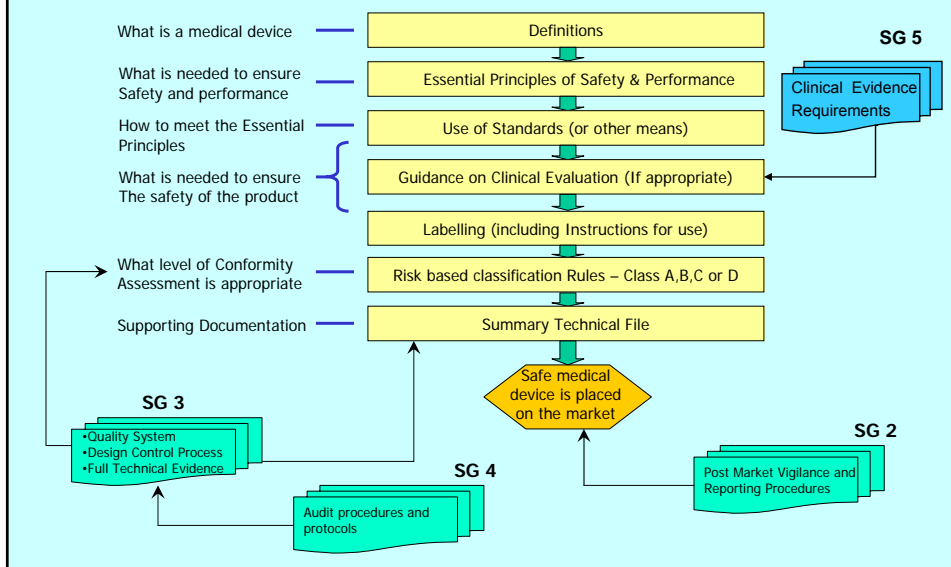 What is a medical device
Definitions
SG 5
What is needed to ensure
Safety and performance
Essential Principles of Safety & Performance
Clinical Evidence
Requirements
How to meet the Essential
Principles
Use of Standards (or other means)
What is needed to ensure
The safety of the product
Guidance on Clinical Evaluation (If appropriate)
Labelling (including Instructions for use)
What level of Conformity
Assessment is appropriate
Risk based classification Rules – Class A,B,C or D
Supporting Documentation
Summary Technical File
Safe medical
device is placed
on the market
SG 3
•Quality System
•Design Control Process
•Full Technical Evidence
SG 2
Post Market Vigilance and
Reporting Procedures
SG 4
Audit procedures and
protocols